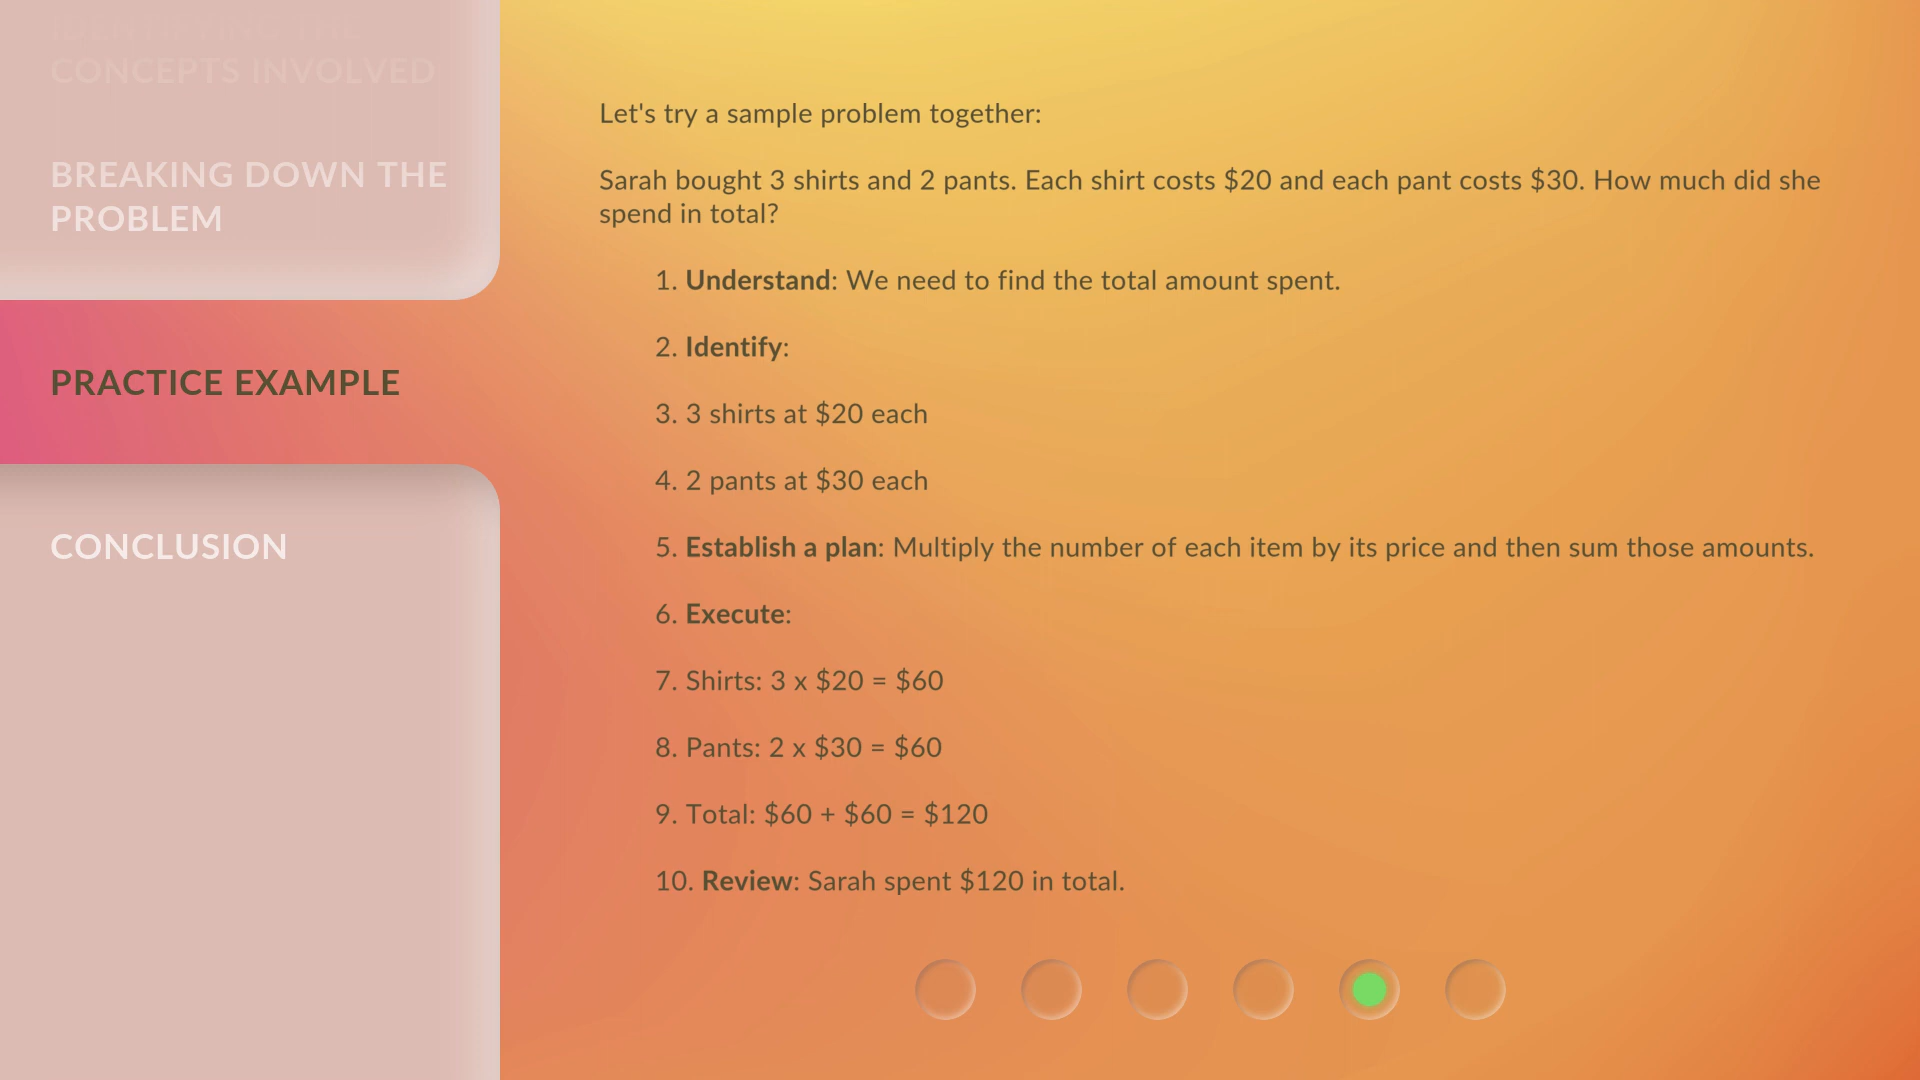 IDENTIFYING THE
CONCEPTS INVOLVED
BREAKING DOWN THE
PROBLEM
PRACTICE EXAMPLE
CONCLUSION
Let's try a sample problem together:
Sarah bought 3 shirts and 2 pants. Each shirt costs $20 and each pant costs $30. How much did she
spend in total?
1. Understand: We need to find the total amount spent.
2. Identify:
3. 3 shirts at $20 each
4. 2 pants at $30 each
5. Establish a plan: Multiply the number of each item by its price and then sum those amounts.
6. Execute:
7. Shirts: 3 x $20 = $60
8. Pants: 2 x $30 = $60
9. Total: $60 + $60 = $120
10. Review: Sarah spent $120 in total.